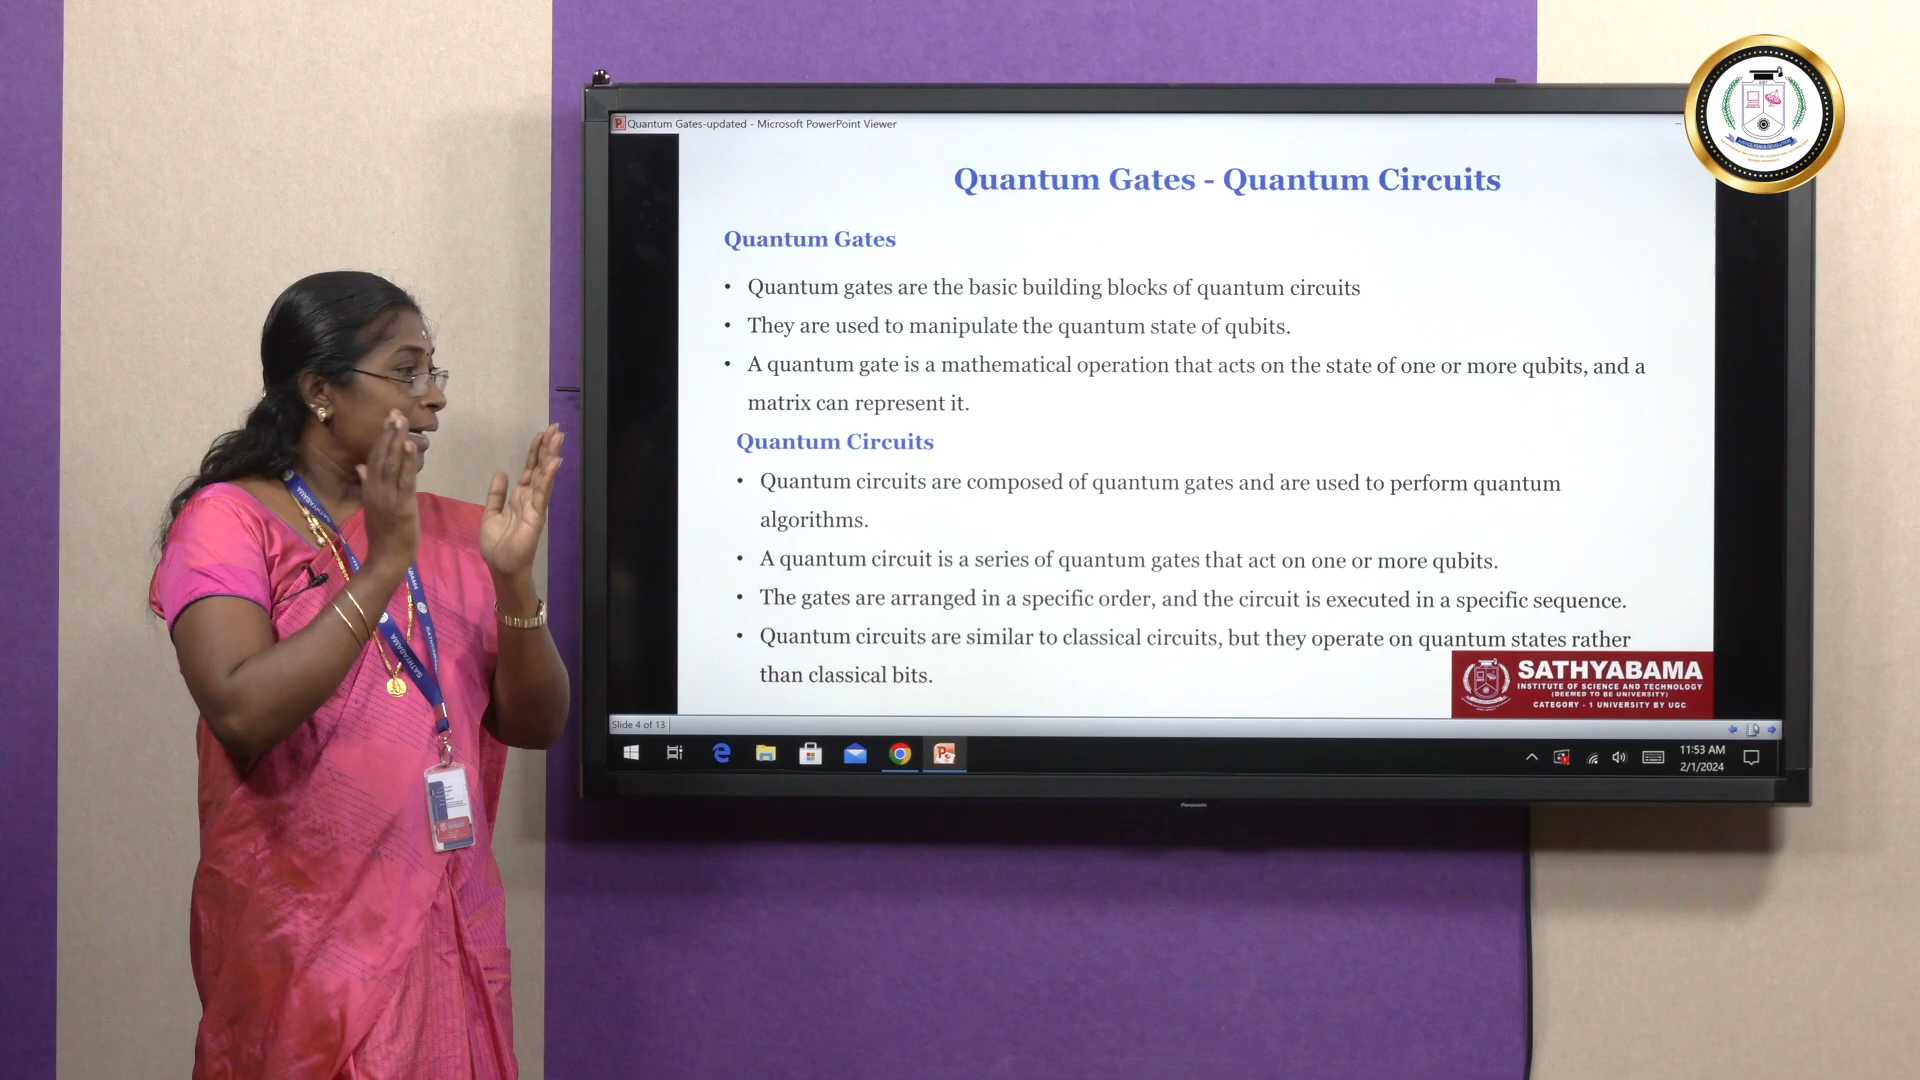 Quantum Gates-updated - Microsoft PowerPoint Viewer
Quantum Gates - Quantum Circuits
Quantum Gates
• Quantum gates are the basic building blocks of quantum circuits
• They are used to manipulate the quantum state of qubits.
• A quantum gate is a mathematical operation that acts on the state of one or more qubits, and a
matrix can represent it.
Quantum Circuits
• Quantum circuits are composed of quantum gates and are used to perform quantum
algorithms.
• A quantum circuit is a series of quantum gates that act on one or more qubits.
• The gates are arranged in a specific order, and the circuit is executed in a specific sequence.
• Quantum circuits are similar to classical circuits, but they operate on quantum states rather
than classical bits.
SATHYABAMA
INSTITUTE OF SCIENCE AND TECHNOLOGY
(DEEMED TO BE UNIVERSITY)
CATEGORY - 1 UNIVERSITY BY UGC
Slide 4 of 13
11:53 AM
2/1/2024
Panasonic
SATHYABAMA
SATHYABAMA
SATHYABAMA